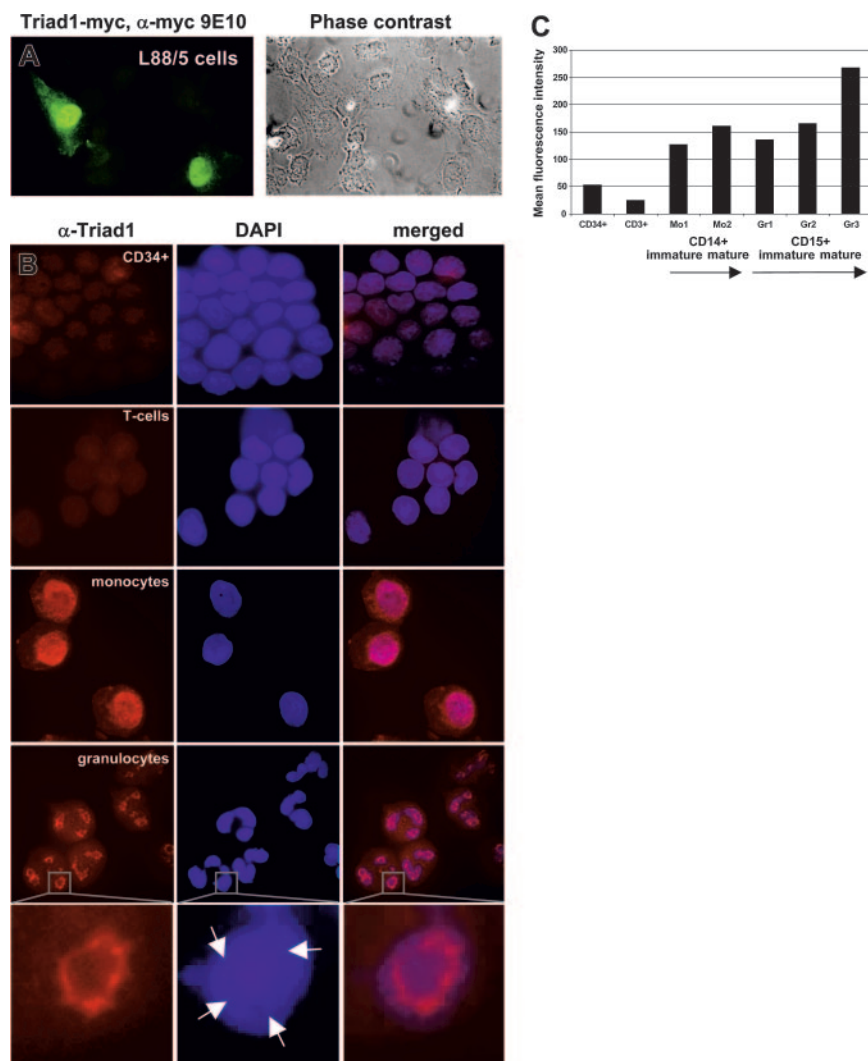 Triad1-myc, α-myc 9E10
Phase contrast
A
L88/5 cells
α-Triad1
DAPI
merged
B
CD34+
T-cells
monocytes
granulocytes
C
Mean fluorescence intensity
300
250
200
150
100
50
0
CD34+ CD3+ Mo1 Mo2 Gr1 Gr2 Gr3
CD14+ CD15+
immature mature immature mature